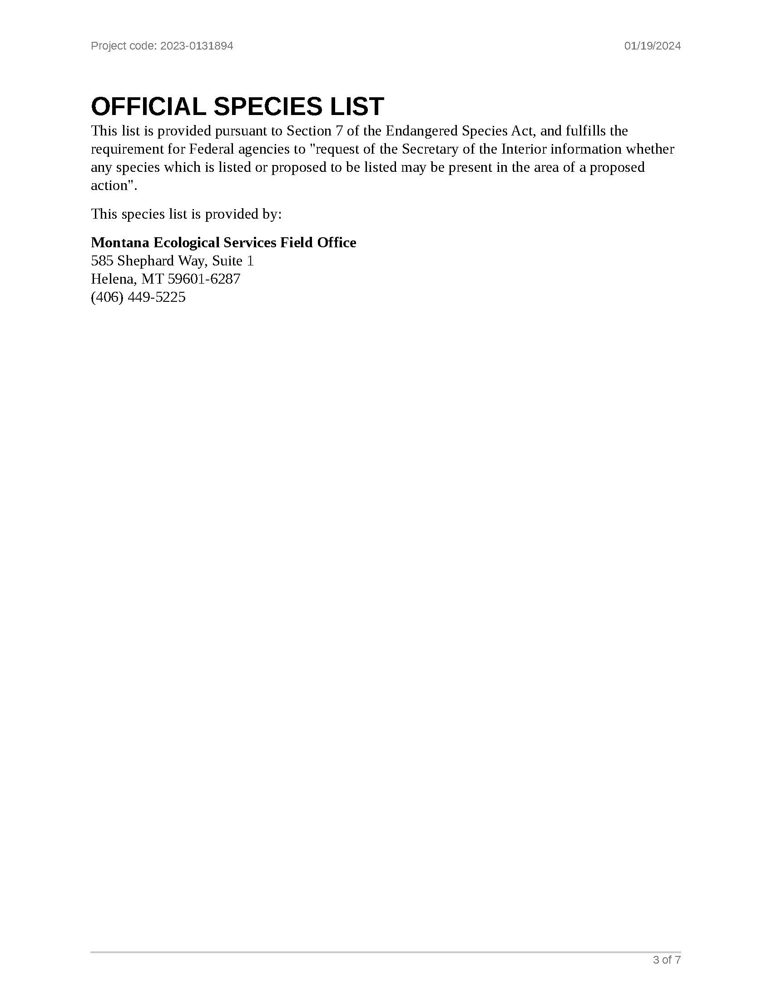 Project code: 2023-0131894
01/19/2024
OFFICIAL SPECIES LIST
This list is provided pursuant to Section 7 of the Endangered Species Act, and fulfills the
requirement for Federal agencies to "request of the Secretary of the Interior information whether
any species which is listed or proposed to be listed may be present in the area of a proposed
action".
This species list is provided by:
Montana Ecological Services Field Office
585 Shephard Way, Suite 1
Helena, MT 59601-6287
(406) 449-5225
3 of 7